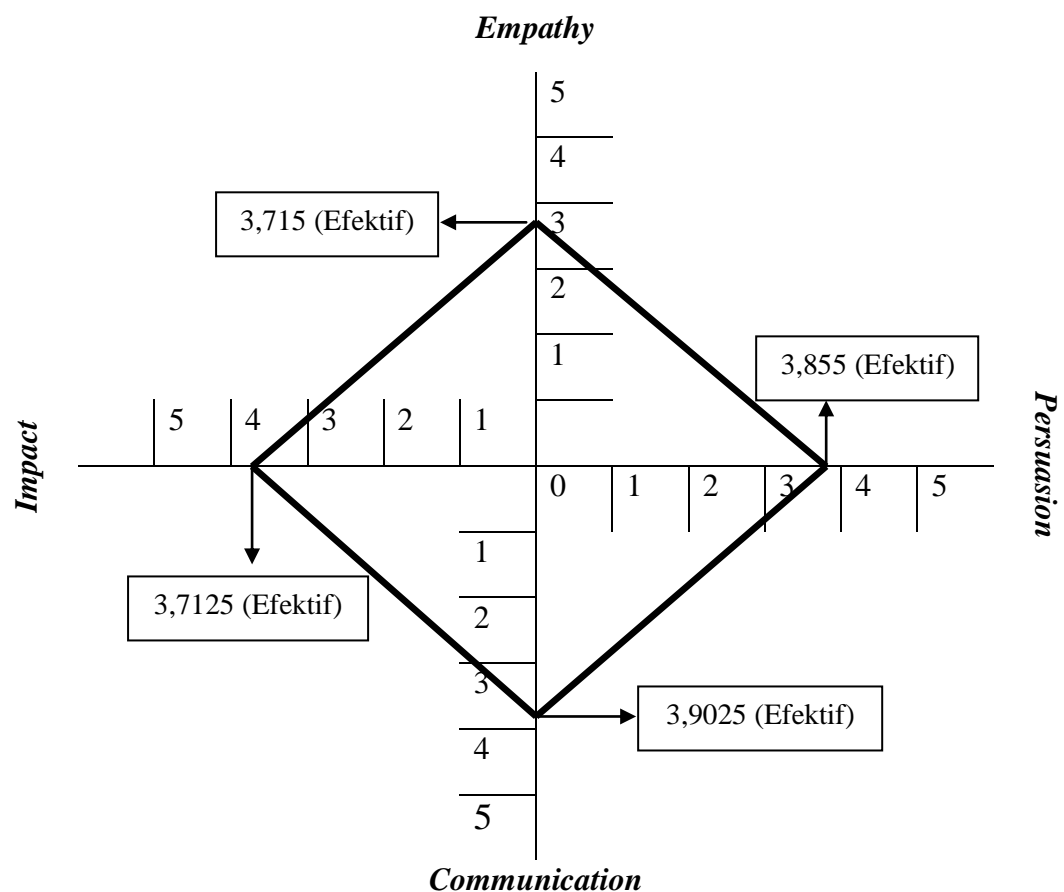 Empathy
5
4
3,715 (Efektif)
3
2
1
3,855 (Efektif)
5 4 3 2 1
Impact
Persuasion
0 1 2 3 4 5
1
3,7125 (Efektif)
2
3
3,9025 (Efektif)
4
5
Communication